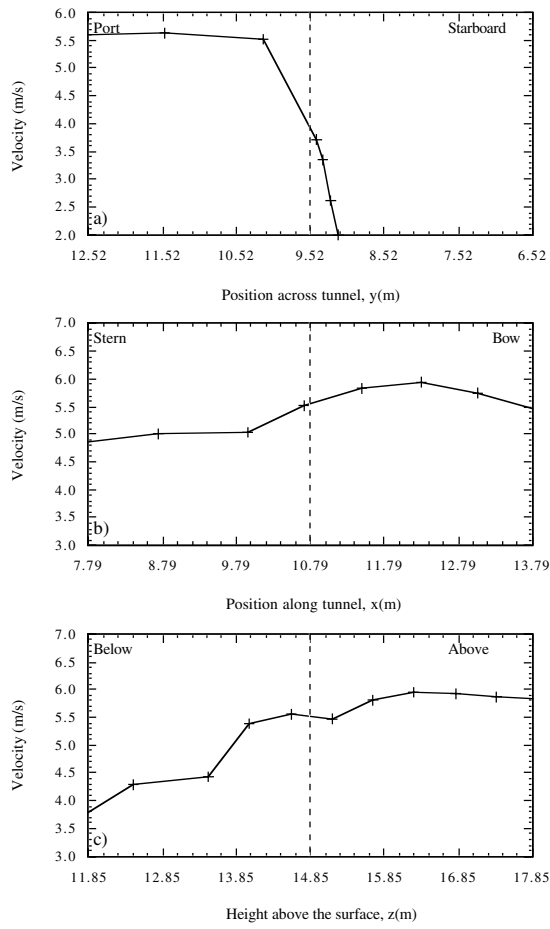 6.0
Port Starboard
5.5
5.0
4.5
4.0
3.5
3.0
2.5
a)
2.0
12.52 11.52 10.52 9.52 8.52 7.52 6.52
Velocity (m/s)
Position across tunnel, y(m)
7.0
Stern Bow
6.5
6.0
5.5
5.0
4.5
4.0
3.5
b)
3.0
7.79 8.79 9.79 10.79 11.79 12.79 13.79
Velocity (m/s)
Position along tunnel, x(m)
7.0
Below Above
6.5
6.0
5.5
5.0
4.5
4.0
3.5
c)
3.0
11.85 12.85 13.85 14.85 15.85 16.85 17.85
Velocity (m/s)
Height above the surface, z(m)